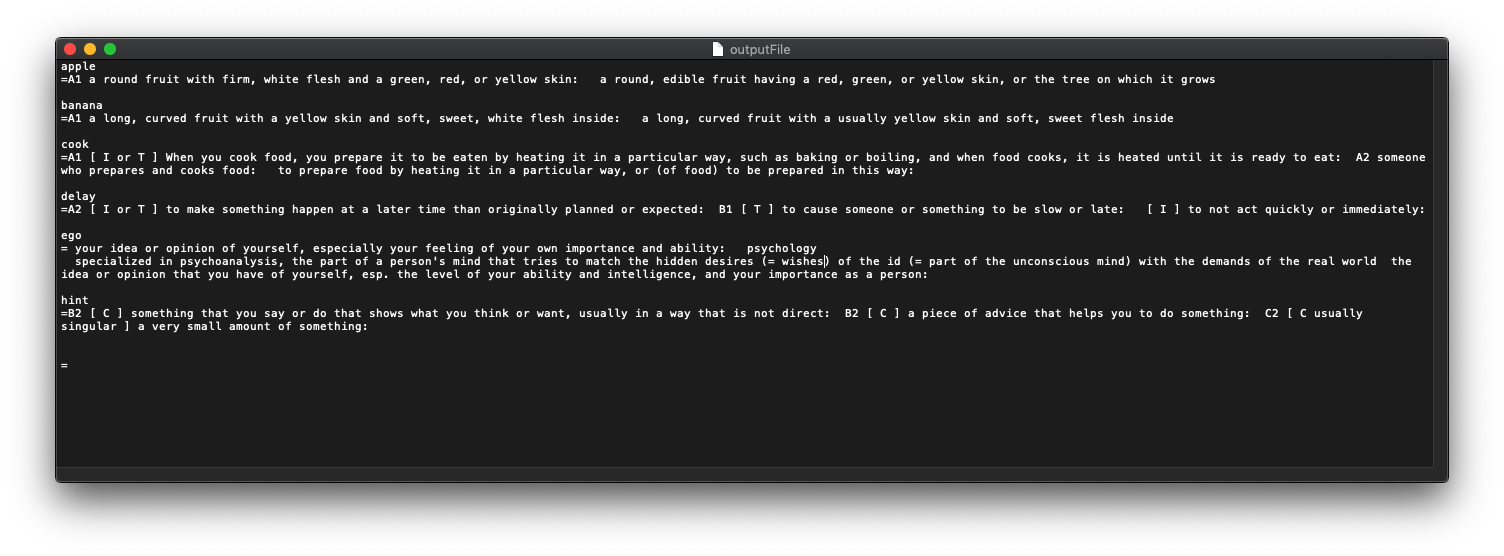 outputFile
apple
=A1 a round fruit with firm, white flesh and a green, red, or yellow skin:   a round, edible fruit having a red, green, or yellow skin, or the tree on which it grows
banana
=A1 a long, curved fruit with a yellow skin and soft, sweet, white flesh inside:   a long, curved fruit with a usually yellow skin and soft, sweet flesh inside
cook
=A1 [ I or T ] When you cook food, you prepare it to be eaten by heating it in a particular way, such as baking or boiling, and when food cooks, it is heated until it is ready to eat:  A2 someone
who prepares and cooks food:   to prepare food by heating it in a particular way, or (of food) to be prepared in this way:
delay
=A2 [ I or T ] to make something happen at a later time than originally planned or expected:  B1 [ T ] to cause someone or something to be slow or late:   [ I ] to not act quickly or immediately:
ego
= your idea or opinion of yourself, especially your feeling of your own importance and ability:   psychology
  specialized in psychoanalysis, the part of a person's mind that tries to match the hidden desires (= wishes) of the id (= part of the unconscious mind) with the demands of the real world  the
idea or opinion that you have of yourself, esp. the level of your ability and intelligence, and your importance as a person:
hint
=B2 [ C ] something that you say or do that shows what you think or want, usually in a way that is not direct:  B2 [ C ] a piece of advice that helps you to do something:  C2 [ C usually
singular ] a very small amount of something:
=